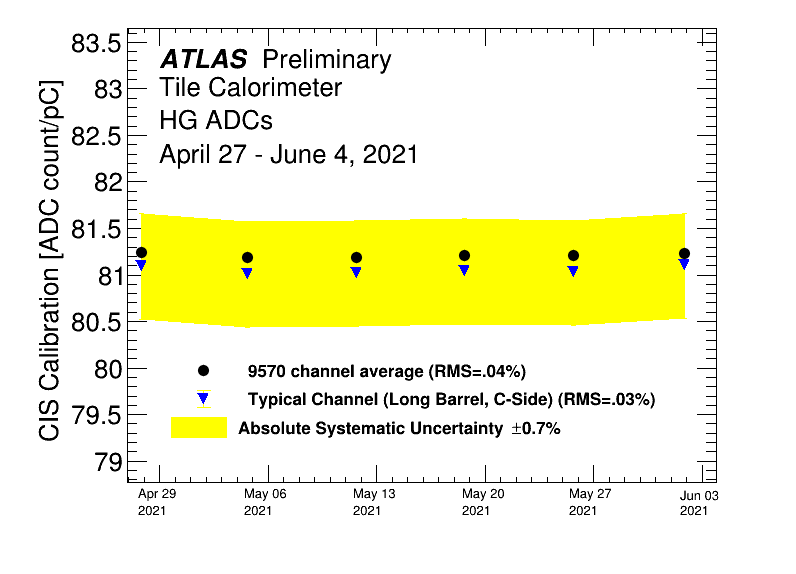 ATLAS Preliminary
Tile Calorimeter
HG ADCs
April 27 - June 4, 2021
CIS Calibration [ADC count/pC]
83.5
83
82.5
82
81.5
81
80.5
80
79.5
79
9570 channel average (RMS=.04%)
Typical Channel (Long Barrel, C-Side) (RMS=.03%)
Absolute Systematic Uncertainty ±0.7%
Apr 29 May 06 May 13 May 20 May 27 Jun 03
2021 2021 2021 2021 2021 2021